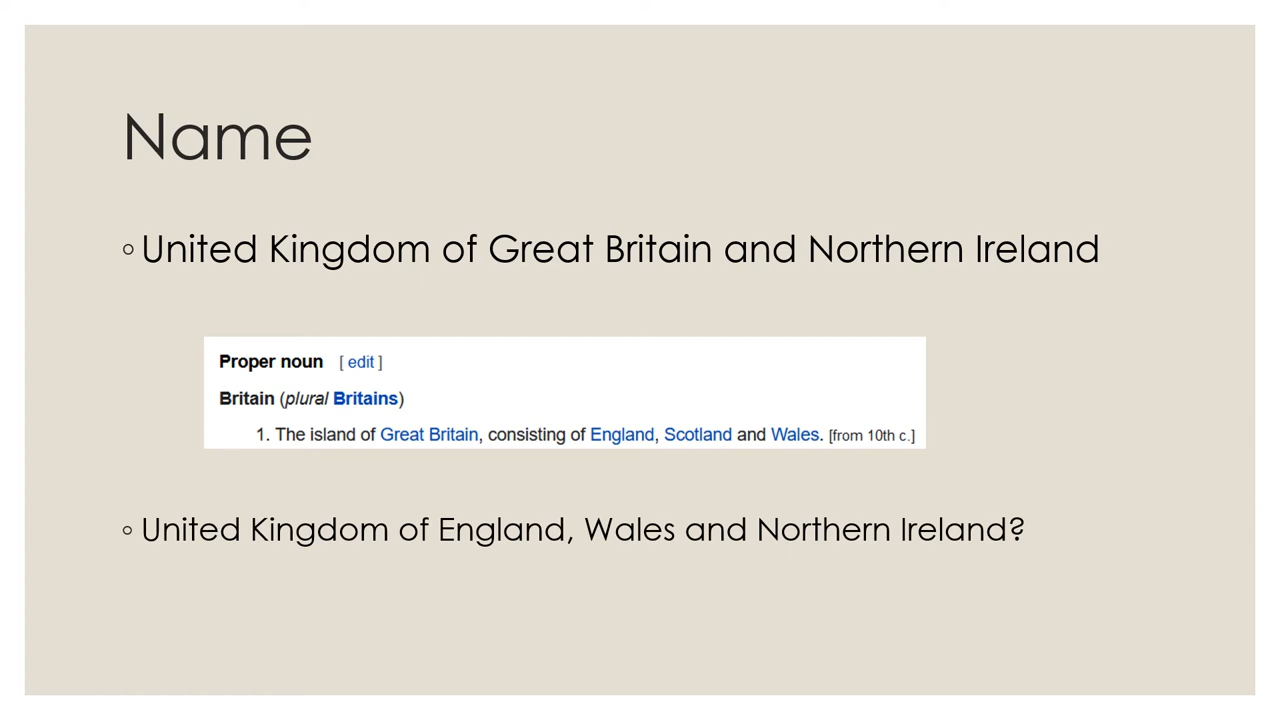 Name
◦ United Kingdom of Great Britain and Northern Ireland
Proper noun [ edit ]
Britain (plural Britains)
1. The island of Great Britain, consisting of England, Scotland and Wales. [from 10th c.]
◦ United Kingdom of England, Wales and Northern Ireland?